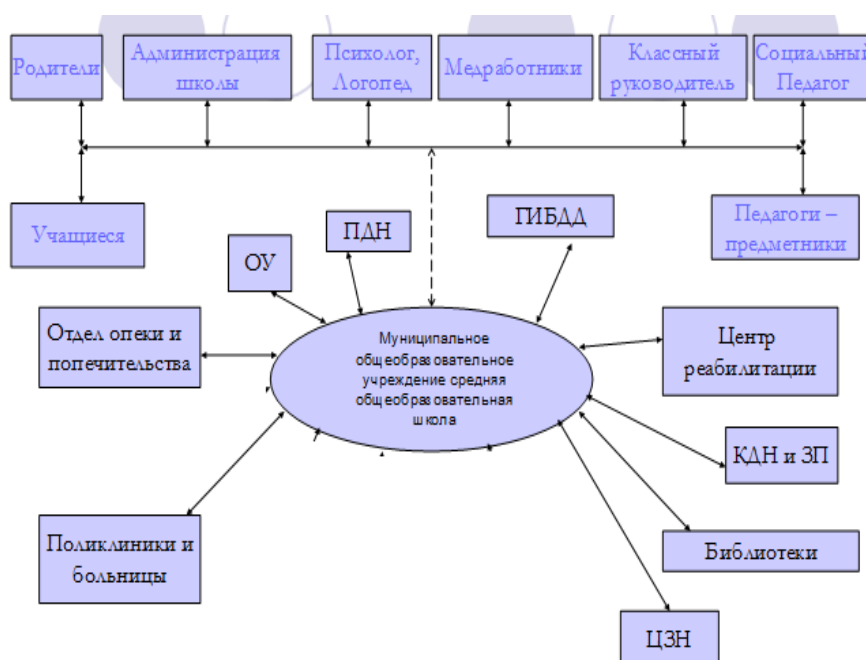 Родители
Администрация
школы
Психолог,
Логопед
Медработники
Классный
руководитель
Социальный
Педагог
Учащиеся
Педагоги –
предметники
ПДН
ГИБДД
ОУ
Отдел опеки и
попечительства
Муниципальное
общеобразовательное
учреждение средняя
общеобразовательная
школа
Центр
реабилитации
КДН и ЗП
Поликлиники и
больницы
Библиотеки
ЦЗН